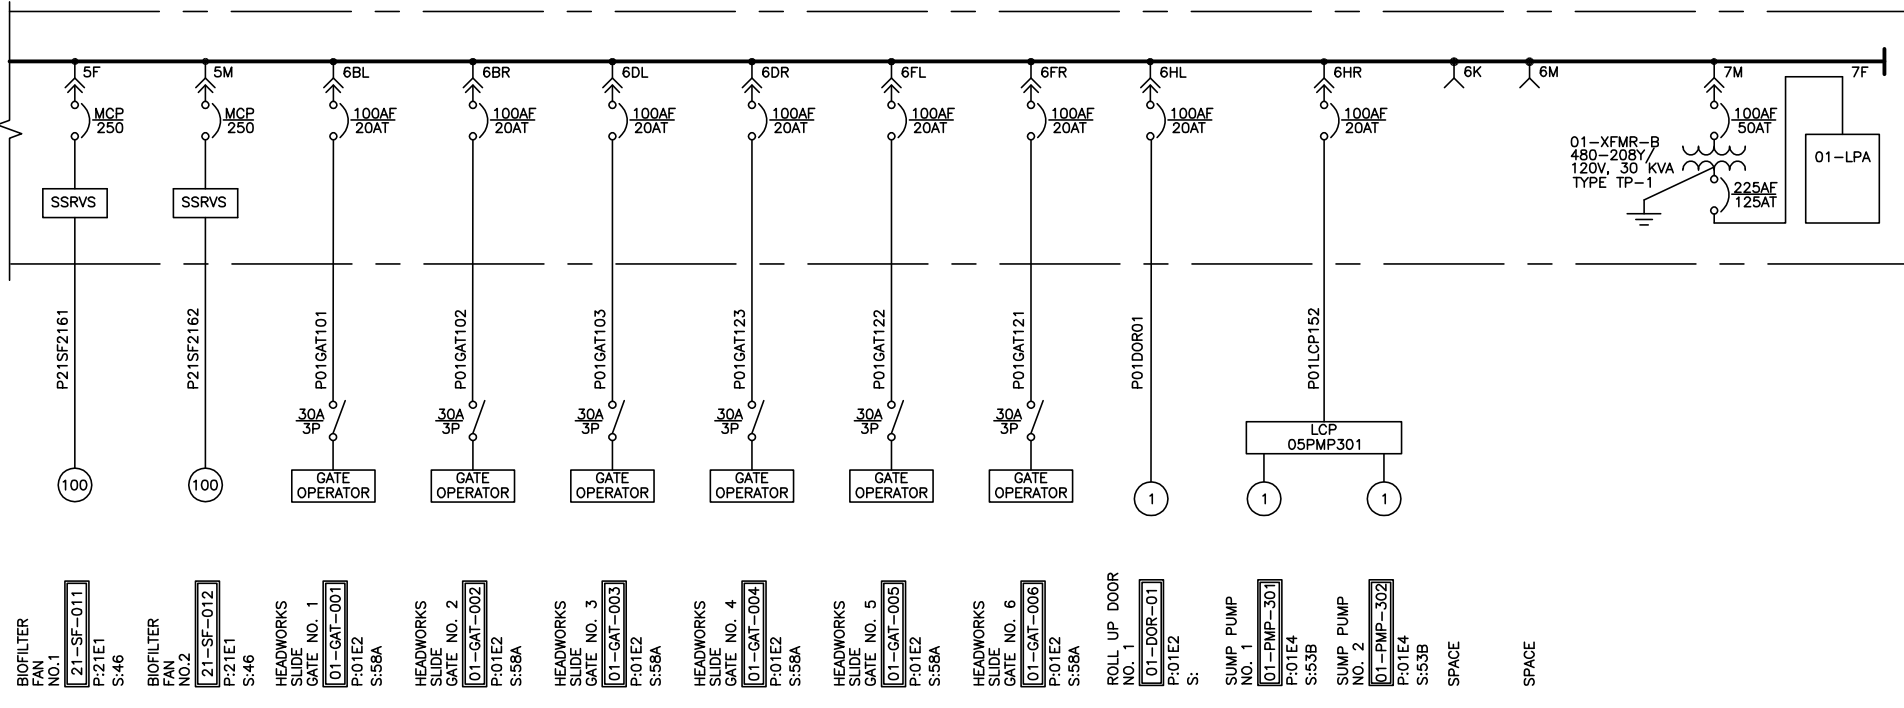 5F
5M
6BL
6BR
6DL
6DR
6FL
6FR
6HL
6HR
6K
6M
7M
7F
MCP
250
MCP
250
100AF
20AT
100AF
20AT
100AF
20AT
100AF
20AT
100AF
20AT
100AF
20AT
100AF
20AT
100AF
20AT
100AF
50AT
01-XFMR-B
480-208Y/
120V, 30 KVA
TYPE TP-1
225AF
125AT
01-LPA
SSRVS
SSRVS
P21SF2161
P21SF2162
P01GAT101
P01GAT102
P01GAT103
P01GAT123
P01GAT122
P01GAT121
P01DOR01
P01LCP152
30A
3P
30A
3P
30A
3P
30A
3P
30A
3P
30A
3P
LCP
05PMP301
100
100
GATE
OPERATOR
GATE
OPERATOR
GATE
OPERATOR
GATE
OPERATOR
GATE
OPERATOR
GATE
OPERATOR
1
1
1
BIOFILTER
FAN
NO.1
21-SF-011
P:21E1
S:46
BIOFILTER
FAN
NO.2
21-SF-012
P:21E1
S:46
HEADWORKS
SLIDE
GATE NO. 1
01-GAT-001
P:01E2
S:58A
HEADWORKS
SLIDE
GATE NO. 2
01-GAT-002
P:01E2
S:58A
HEADWORKS
SLIDE
GATE NO. 3
01-GAT-003
P:01E2
S:58A
HEADWORKS
SLIDE
GATE NO. 4
01-GAT-004
P:01E2
S:58A
HEADWORKS
SLIDE
GATE NO. 5
01-GAT-005
P:01E2
S:58A
HEADWORKS
SLIDE
GATE NO. 6
01-GAT-006
P:01E2
S:58A
ROLL UP DOOR
NO. 1
01-DOR-01
P:01E2
S:
SUMP PUMP
NO. 1
01-PMP-301
P:01E4
S:53B
SUMP PUMP
NO. 2
01-PMP-302
P:01E4
S:53B
SPACE
SPACE